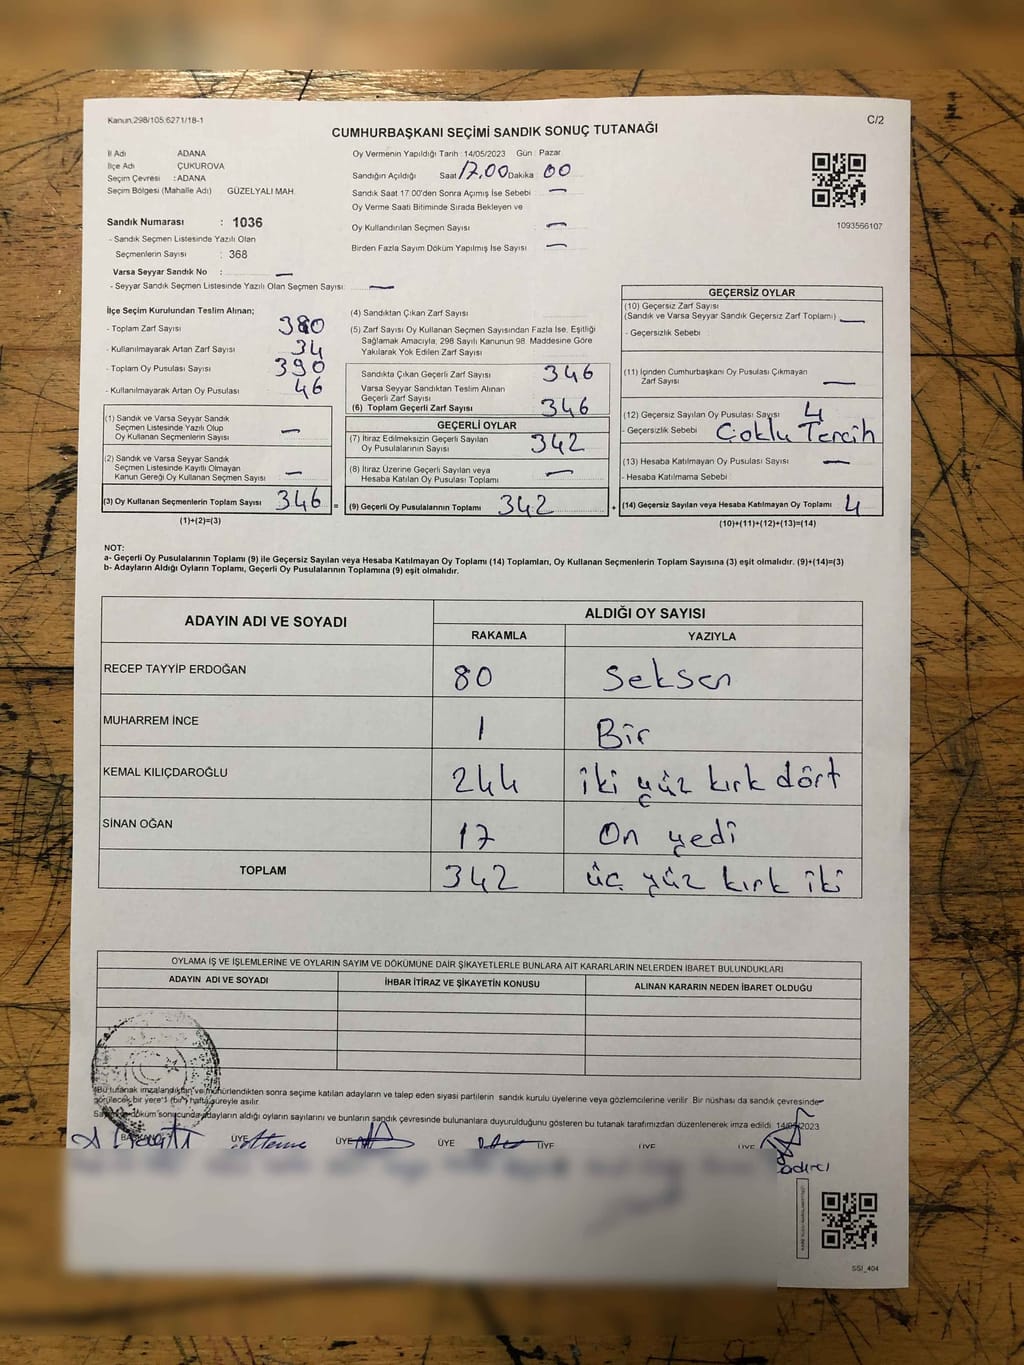 Kanun,298/105,6271/18-1
C/2
CUMHURBAŞKANI SEÇİMİ SANDIK SONUÇ TUTANAĞI
İl Adı ADANA
İlçe Adı ÇUKUROVA
Seçim Çevresi : ADANA
Seçim Bölgesi (Mahalle Adı) GÜZELYALI MAH.
Sandık Numarası : 1036
- Sandık Seçmen Listesinde Yazılı Olan
Seçmenlerin Sayısı : 368
Varsa Seyyar Sandık No : —
- Seyyar Sandık Seçmen Listesinde Yazılı Olan Seçmen Sayısı: —
Oy Vermenin Yapıldığı Tarih : 14/05/2023 Gün : Pazar
Sandığın Açıldığı Saat 17.00 Dakika : 00
Sandık Saat 17:00'den Sonra Açımış İse Sebebi : —
Oy Verme Saati Bitiminde Sırada Bekleyen ve
Oy Kullandırılan Seçmen Sayısı : —
Birden Fazla Sayım Döküm Yapılmış İse Sayısı : —
1093566107
İlçe Seçim Kurulundan Teslim Alınan;
- Toplam Zarf Sayısı : 380
- Kullanılmayarak Artan Zarf Sayısı : 34
- Toplam Oy Pusulası Sayısı : 390
- Kullanılmayarak Artan Oy Pusulası : 46
(1) Sandık ve Varsa Seyyar Sandık
Seçmen Listesinde Yazılı Olup
Oy Kullanan Seçmenlerin Sayısı : —
(2) Sandık ve Varsa Seyyar Sandık
Seçmen Listesinde Kayıtlı Olmayan
Kanun Gereği Oy Kullanan Seçmen Sayısı : —
(3) Oy Kullanan Seçmenlerin Toplam Sayısı : 346 =
(1)+(2)=(3)
(4) Sandıktan Çıkan Zarf Sayısı :
(5) Zarf Sayısı Oy Kullanan Seçmen Sayısından Fazla İse, Eşitliği
Sağlamak Amacıyla, 298 Sayılı Kanunun 98. Maddesine Göre
Yakılarak Yok Edilen Zarf Sayısı :
Sandıkta Çıkan Geçerli Zarf Sayısı : 346
Varsa Seyyar Sandıktan Teslim Alınan
Geçerli Zarf Sayısı :
(6) Toplam Geçerli Zarf Sayısı : 346
GEÇERLİ OYLAR
(7) İtiraz Edilmeksizin Geçerli Sayılan
Oy Pusulalarının Sayısı : 342
(8) İtiraz Üzerine Geçerli Sayılan veya
Hesaba Katılan Oy Pusulası Toplamı : —
(9) Geçerli Oy Pusulalarının Toplamı : 342 +
GEÇERSİZ OYLAR
(10) Geçersiz Zarf Sayısı
(Sandık ve Varsa Seyyar Sandık Geçersiz Zarf Toplamı) : —
- Geçersizlik Sebebi :
(11) İçinden Cumhurbaşkanı Oy Pusulası Çıkmayan
Zarf Sayısı : —
(12) Geçersiz Sayılan Oy Pusulası Sayısı : 4
- Geçersizlik Sebebi : Çoklu Tercih
(13) Hesaba Katılmayan Oy Pusulası Sayısı : —
- Hesaba Katılmama Sebebi :
(14) Geçersiz Sayılan veya Hesaba Katılmayan Oy Toplamı : 4
(10)+(11)+(12)+(13)=(14)
NOT:
a- Geçerli Oy Pusulalarının Toplamı (9) ile Geçersiz Sayılan veya Hesaba Katılmayan Oy Toplamı (14) Toplamları, Oy Kullanan Seçmenlerin Toplam Sayısına (3) eşit olmalıdır. (9)+(14)=(3)
b- Adayların Aldığı Oyların Toplamı, Geçerli Oy Pusulalarının Toplamına (9) eşit olmalıdır.
ADAYIN ADI VE SOYADI
ALDIĞI OY SAYISI
RAKAMLA YAZIYLA
RECEP TAYYİP ERDOĞAN 80 Seksen
MUHARREM İNCE 1 Bir
KEMAL KILIÇDAROĞLU 244 iki yüz kırk dört
SİNAN OĞAN 17 On yedi
TOPLAM 342 üç yüz kırk iki
OYLAMA İŞ VE İŞLEMLERİNE VE OYLARIN SAYIM VE DÖKÜMÜNE DAİR ŞİKAYETLERLE BUNLARA AİT KARARLARIN NELERDEN İBARET BULUNDUKLARI
ADAYIN ADI VE SOYADI İHBAR İTİRAZ VE ŞİKAYETİN KONUSU ALINAN KARARIN NEDEN İBARET OLDUĞU
Bu tutanak imzalandıktan ve mühürlendikten sonra seçime katılan adayların ve talep eden siyasi partilerin sandık kurulu üyelerine veya gözlemcilerine verilir. Bir nüshası da sandık çevresinde
görülecek bir yere 1 (bir) hafta süreyle asılır.
Sayım döküm sonucunda adayların aldığı oyların sayılarını ve bunların sandık çevresinde bulunanlara duyurulduğunu gösteren bu tutanak tarafımızdan düzenlenerek imza edildi. 14/05/2023
BAŞKAN ÜYE ÜYE ÜYE ÜYE ÜYE ÜYE
SSI_404